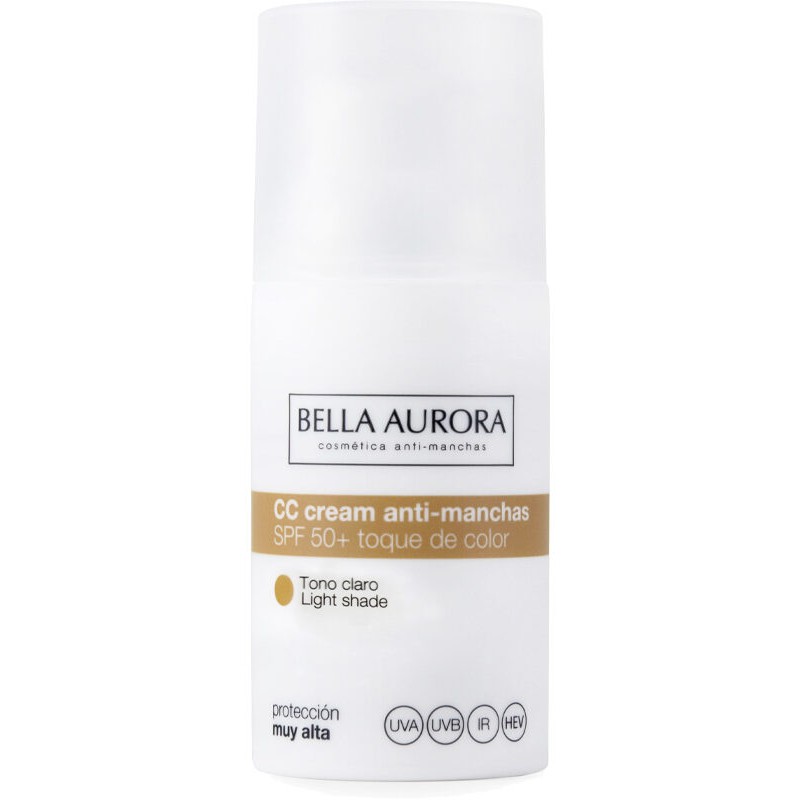 BELLA AURORA
cosmética anti-manchas
CC cream anti-manchas
SPF 50+ toque de color
Tono claro
Light shade
protección
muy alta
UVA UVB IR HEV